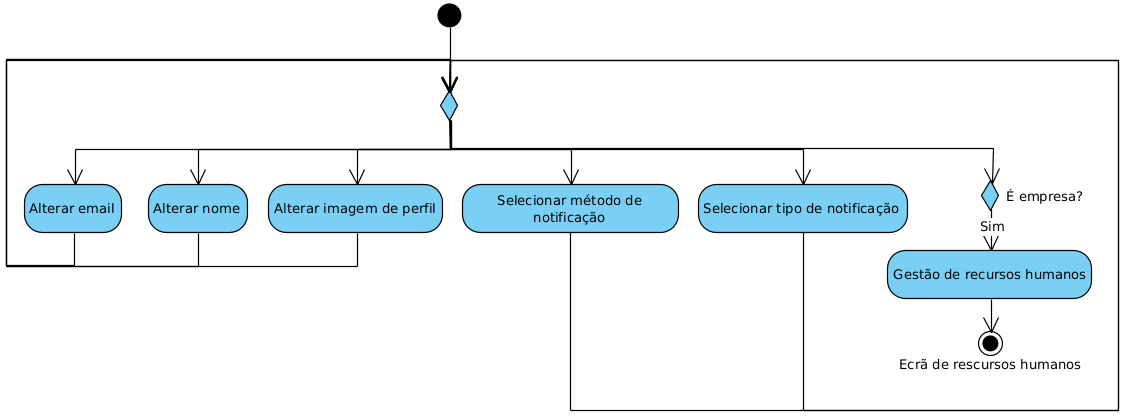 Alterar email
Alterar nome
Alterar imagem de perfil
Selecionar método de
notificação
Selecionar tipo de notificação
É empresa?
Sim
Gestão de recursos humanos
Ecrã de rescursos humanos